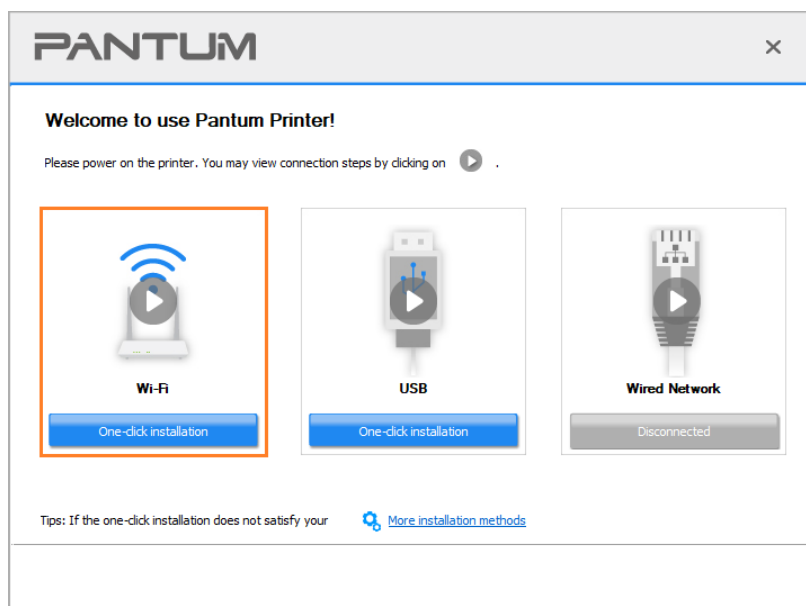 PANTUM
Welcome to use Pantum Printer!
Please power on the printer. You may view connection steps by clicking on .
Wi-Fi
USB
Wired Network
One-click installation
One-click installation
Disconnected
Tips: If the one-click installation does not satisfy your
More installation methods